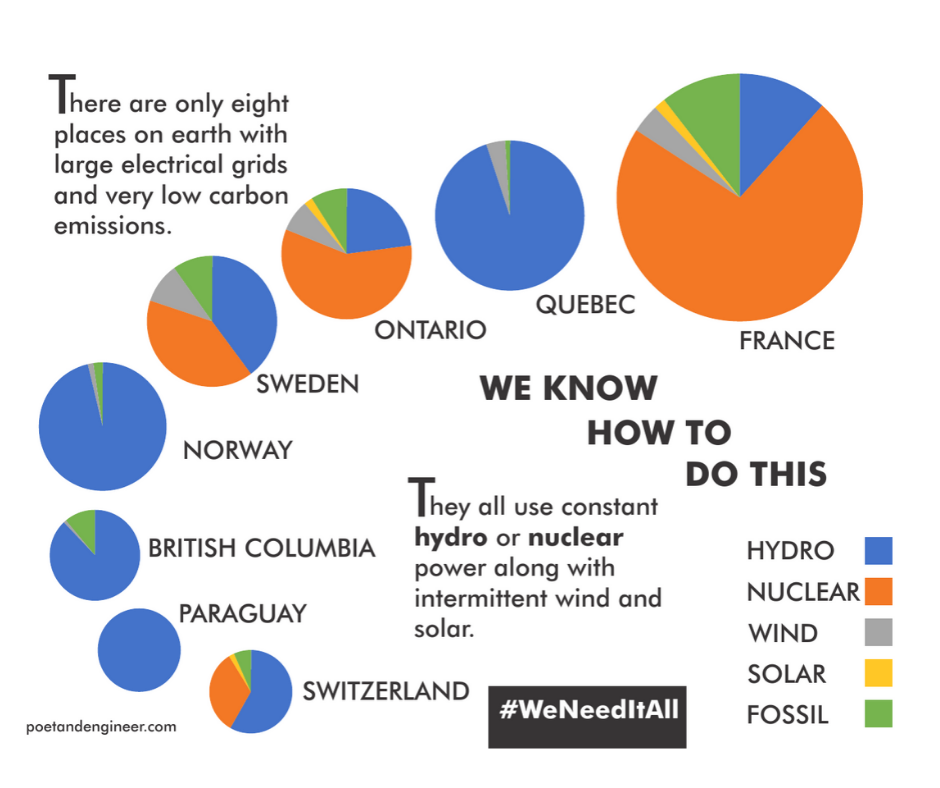 There are only eight
places on earth with
large electrical grids
and very low carbon
emissions.
QUEBEC
ONTARIO
FRANCE
SWEDEN
NORWAY
WE KNOW
HOW TO
DO THIS
They all use constant
hydro or nuclear
power along with
intermittent wind and
solar.
BRITISH COLUMBIA
PARAGUAY
SWITZERLAND
HYDRO
NUCLEAR
WIND
SOLAR
FOSSIL
#WeNeedItAll
poetandengineer.com